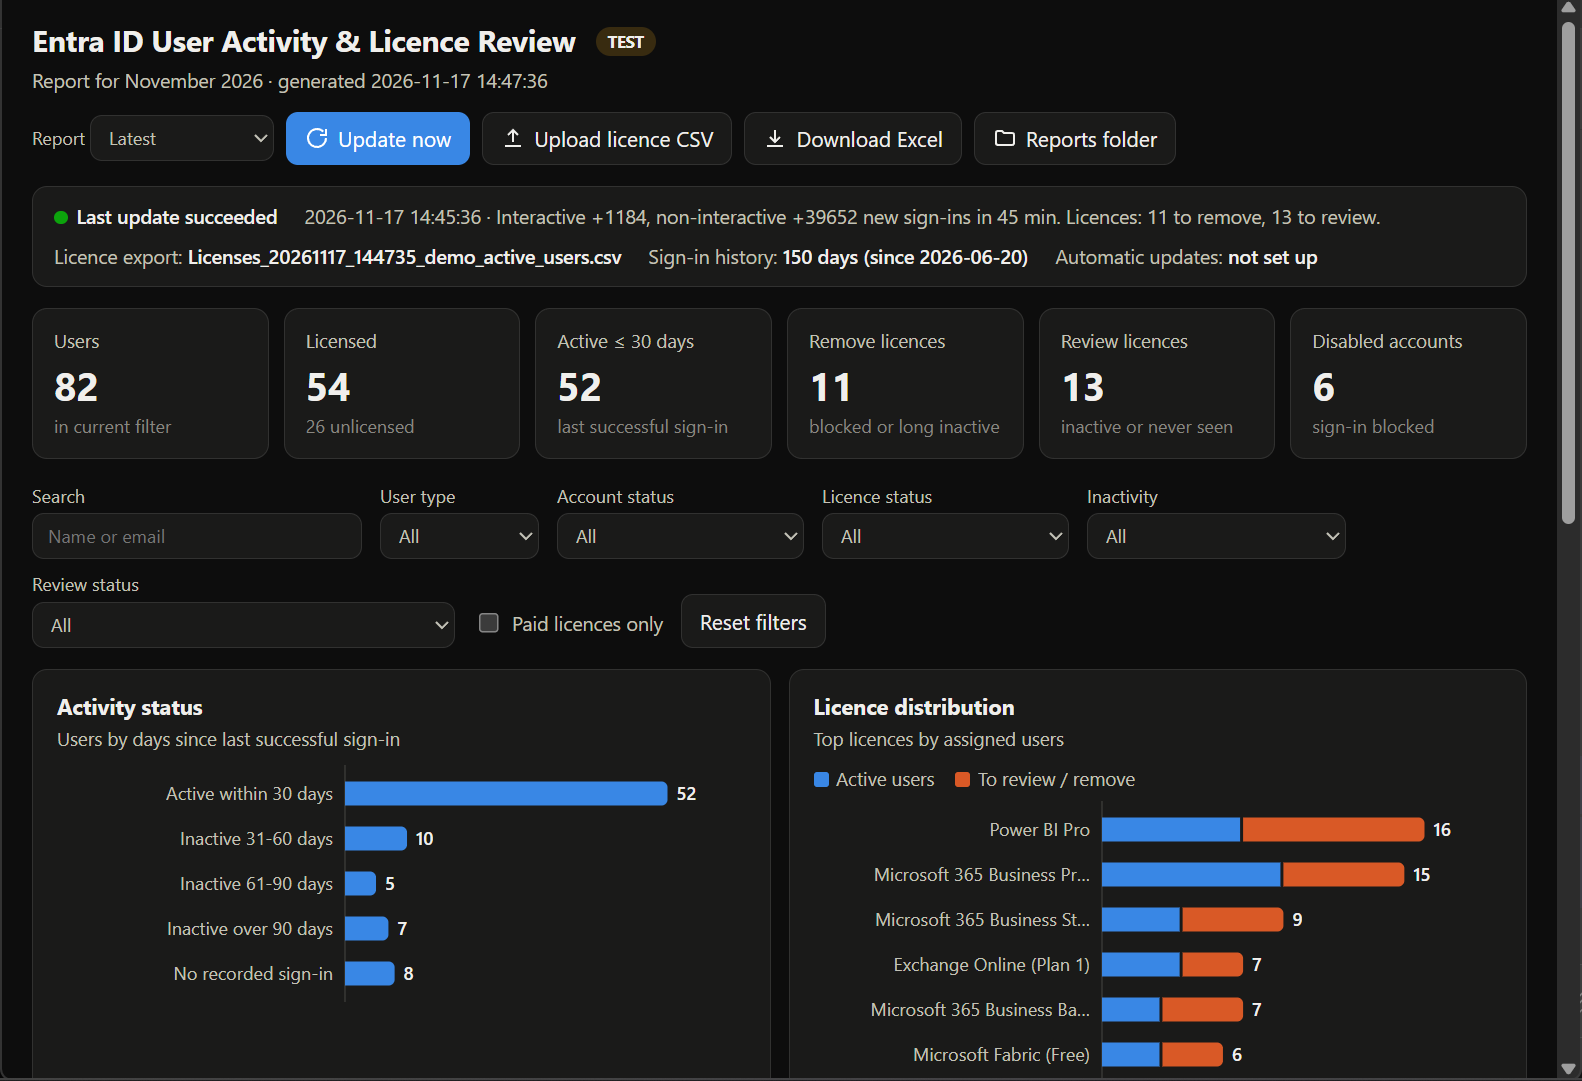 Entra ID User Activity & Licence Review TEST
Report for November 2026 · generated 2026-11-17 14:47:36
Report Latest Update now Upload licence CSV Download Excel Reports folder
Last update succeeded 2026-11-17 14:45:36 · Interactive +1184, non-interactive +39652 new sign-ins in 45 min. Licences: 11 to remove, 13 to review.
Licence export: Licenses_20261117_144735_demo_active_users.csv Sign-in history: 150 days (since 2026-06-20) Automatic updates: not set up
Users
82
in current filter
Licensed
54
26 unlicensed
Active ≤ 30 days
52
last successful sign-in
Remove licences
11
blocked or long inactive
Review licences
13
inactive or never seen
Disabled accounts
6
sign-in blocked
Search
Name or email
User type
All
Account status
All
Licence status
All
Inactivity
All
Review status
All
Paid licences only
Reset filters
Activity status
Users by days since last successful sign-in
Active within 30 days 52
Inactive 31-60 days 10
Inactive 61-90 days 5
Inactive over 90 days 7
No recorded sign-in 8
Licence distribution
Top licences by assigned users
Active users To review / remove
Power BI Pro 16
Microsoft 365 Business Pr... 15
Microsoft 365 Business St... 9
Exchange Online (Plan 1) 7
Microsoft 365 Business Ba... 7
Microsoft Fabric (Free) 6